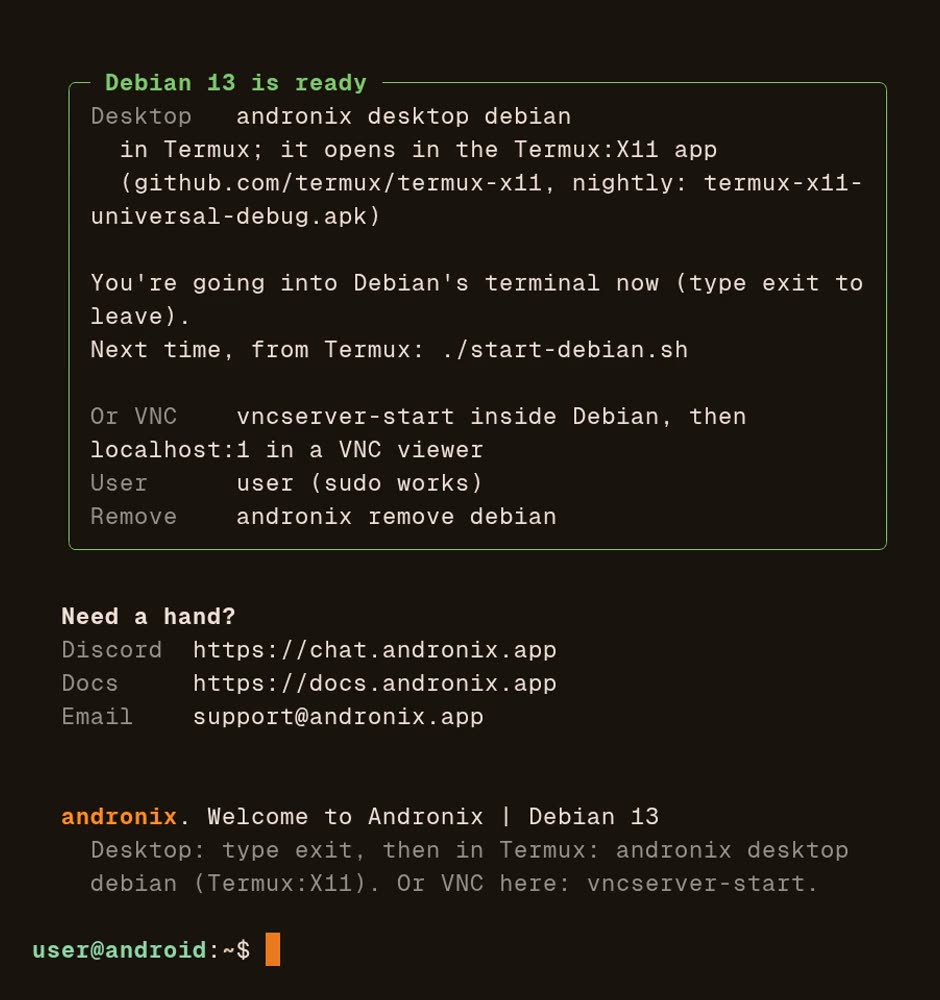 Debian 13 is ready
Desktop   andronix desktop debian
  in Termux; it opens in the Termux:X11 app
  (github.com/termux/termux-x11, nightly: termux-x11-
universal-debug.apk)
You're going into Debian's terminal now (type exit to
leave).
Next time, from Termux: ./start-debian.sh
Or VNC    vncserver-start inside Debian, then
localhost:1 in a VNC viewer
User      user (sudo works)
Remove    andronix remove debian
Need a hand?
Discord  https://chat.andronix.app
Docs     https://docs.andronix.app
Email    support@andronix.app
andronix. Welcome to Andronix | Debian 13
  Desktop: type exit, then in Termux: andronix desktop
  debian (Termux:X11). Or VNC here: vncserver-start.
user@android:~$